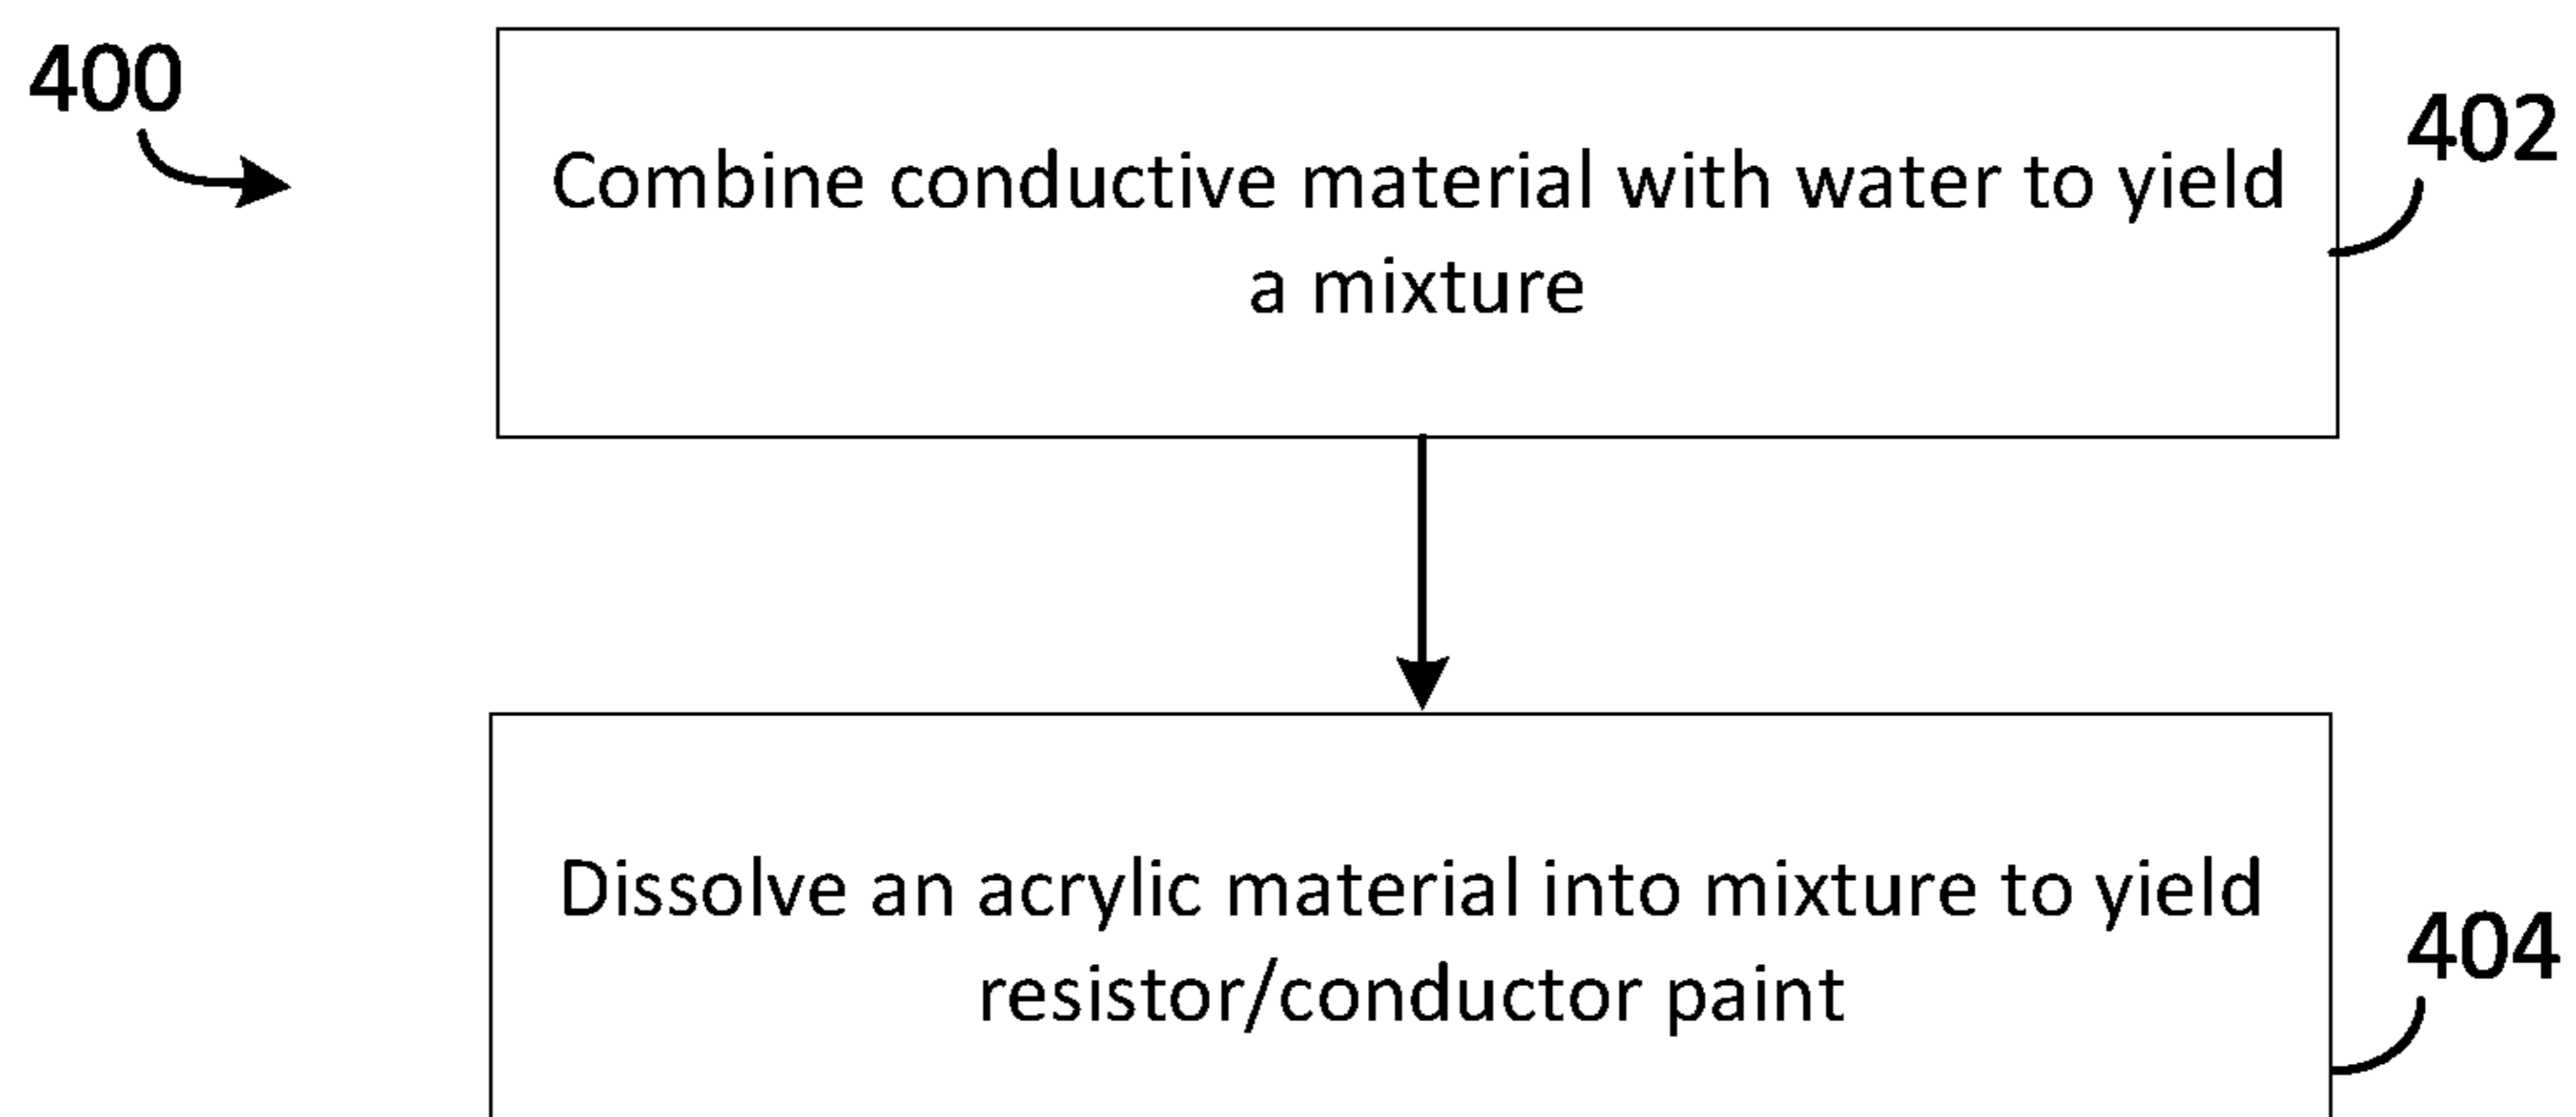 400
Combine conductive material with water to yield
a mixture
402
Dissolve an acrylic material into mixture to yield
resistor/conductor paint
404